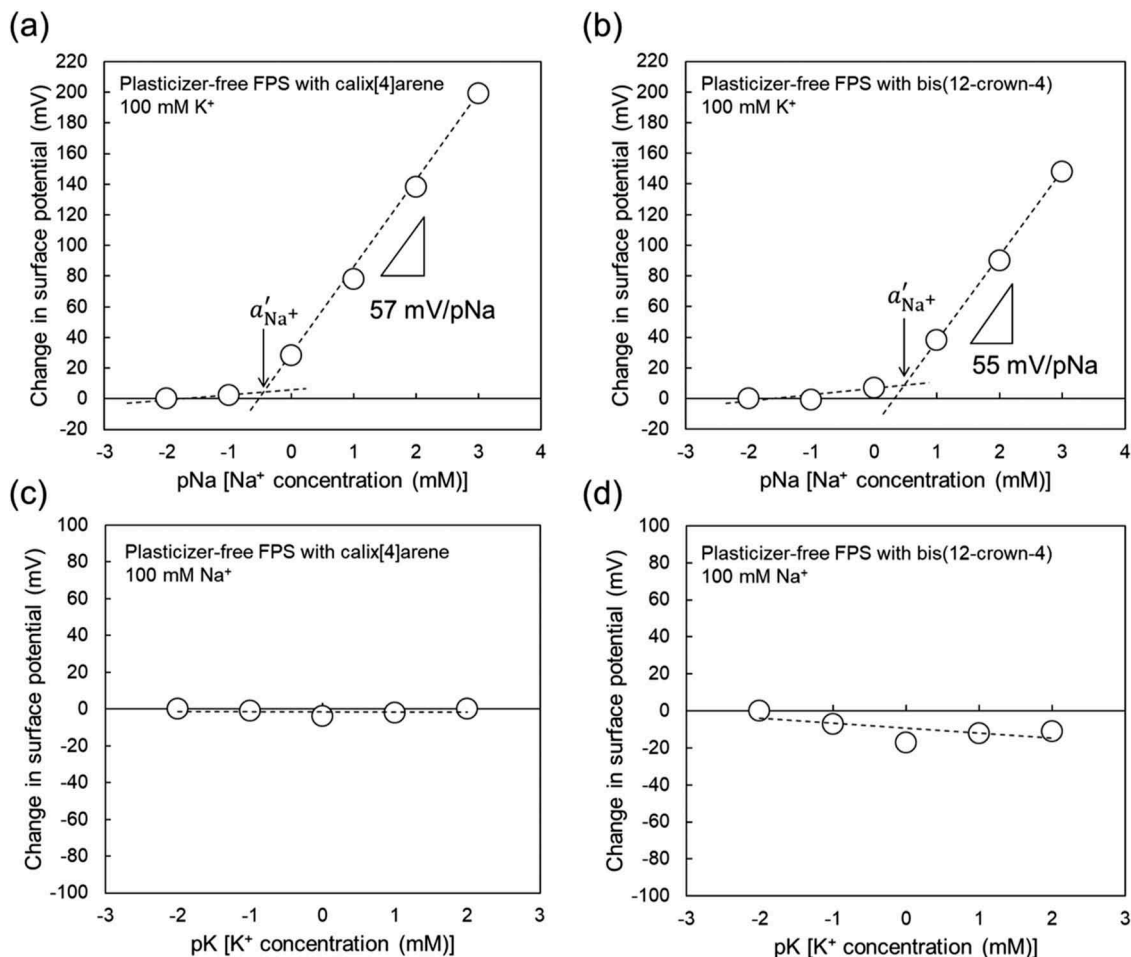 (a)
Change in surface potential (mV)
220
200
180
160
140
120
100
80
60
40
20
0
-20
Plasticizer-free FPS with calix[4]arene
100 mM K⁺
a′Na⁺
57 mV/pNa
-3 -2 -1 0 1 2 3 4
pNa [Na⁺ concentration (mM)]
(b)
Change in surface potential (mV)
220
200
180
160
140
120
100
80
60
40
20
0
-20
Plasticizer-free FPS with bis(12-crown-4)
100 mM K⁺
a′Na⁺
55 mV/pNa
-3 -2 -1 0 1 2 3 4
pNa [Na⁺ concentration (mM)]
(c)
Change in surface potential (mV)
100
80
60
40
20
0
-20
-40
-60
-80
-100
Plasticizer-free FPS with calix[4]arene
100 mM Na⁺
-3 -2 -1 0 1 2 3
pK [K⁺ concentration (mM)]
(d)
Change in surface potential (mV)
100
80
60
40
20
0
-20
-40
-60
-80
-100
Plasticizer-free FPS with bis(12-crown-4)
100 mM Na⁺
-3 -2 -1 0 1 2 3
pK [K⁺ concentration (mM)]